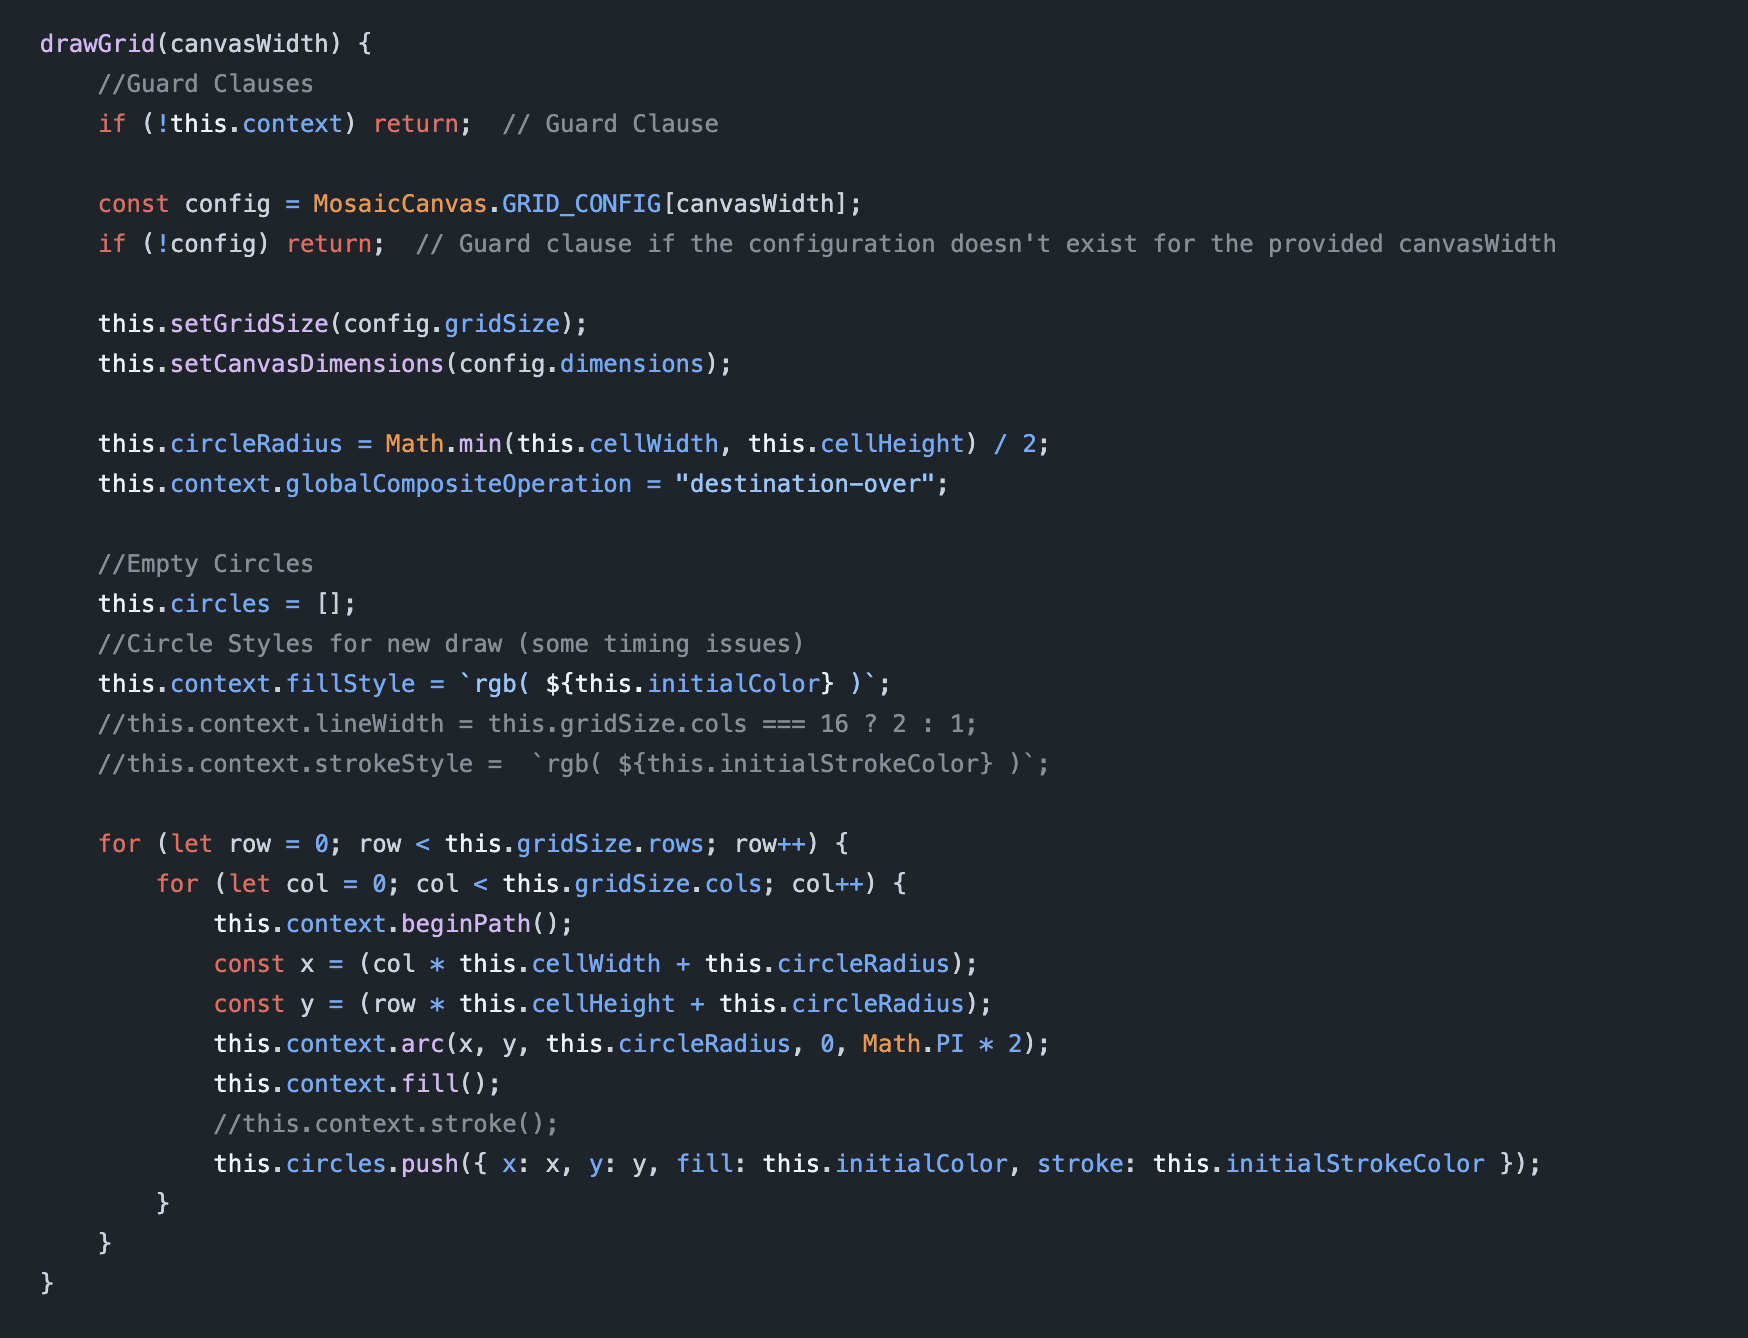 drawGrid(canvasWidth) {
    //Guard Clauses
    if (!this.context) return;  // Guard Clause

    const config = MosaicCanvas.GRID_CONFIG[canvasWidth];
    if (!config) return;  // Guard clause if the configuration doesn't exist for the provided canvasWidth

    this.setGridSize(config.gridSize);
    this.setCanvasDimensions(config.dimensions);

    this.circleRadius = Math.min(this.cellWidth, this.cellHeight) / 2;
    this.context.globalCompositeOperation = "destination-over";

    //Empty Circles
    this.circles = [];
    //Circle Styles for new draw (some timing issues)
    this.context.fillStyle = `rgb( ${this.initialColor} )`;
    //this.context.lineWidth = this.gridSize.cols === 16 ? 2 : 1;
    //this.context.strokeStyle =  `rgb( ${this.initialStrokeColor} )`;

    for (let row = 0; row < this.gridSize.rows; row++) {
        for (let col = 0; col < this.gridSize.cols; col++) {
            this.context.beginPath();
            const x = (col * this.cellWidth + this.circleRadius);
            const y = (row * this.cellHeight + this.circleRadius);
            this.context.arc(x, y, this.circleRadius, 0, Math.PI * 2);
            this.context.fill();
            //this.context.stroke();
            this.circles.push({ x: x, y: y, fill: this.initialColor, stroke: this.initialStrokeColor });
        }
    }
}